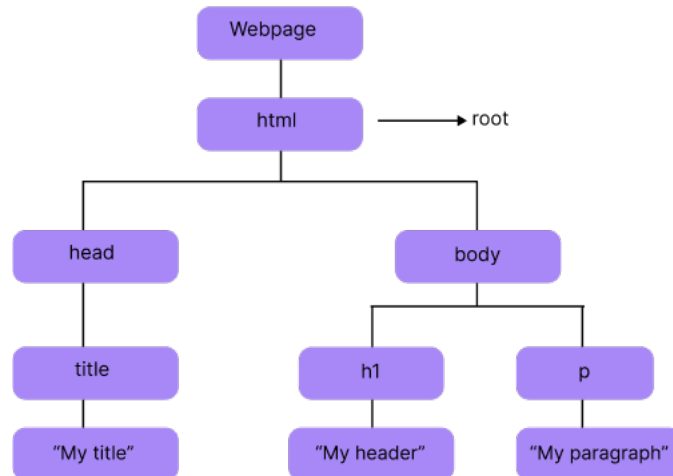 Webpage
html
root
head
body
title
h1
p
“My title”
“My header”
“My paragraph”